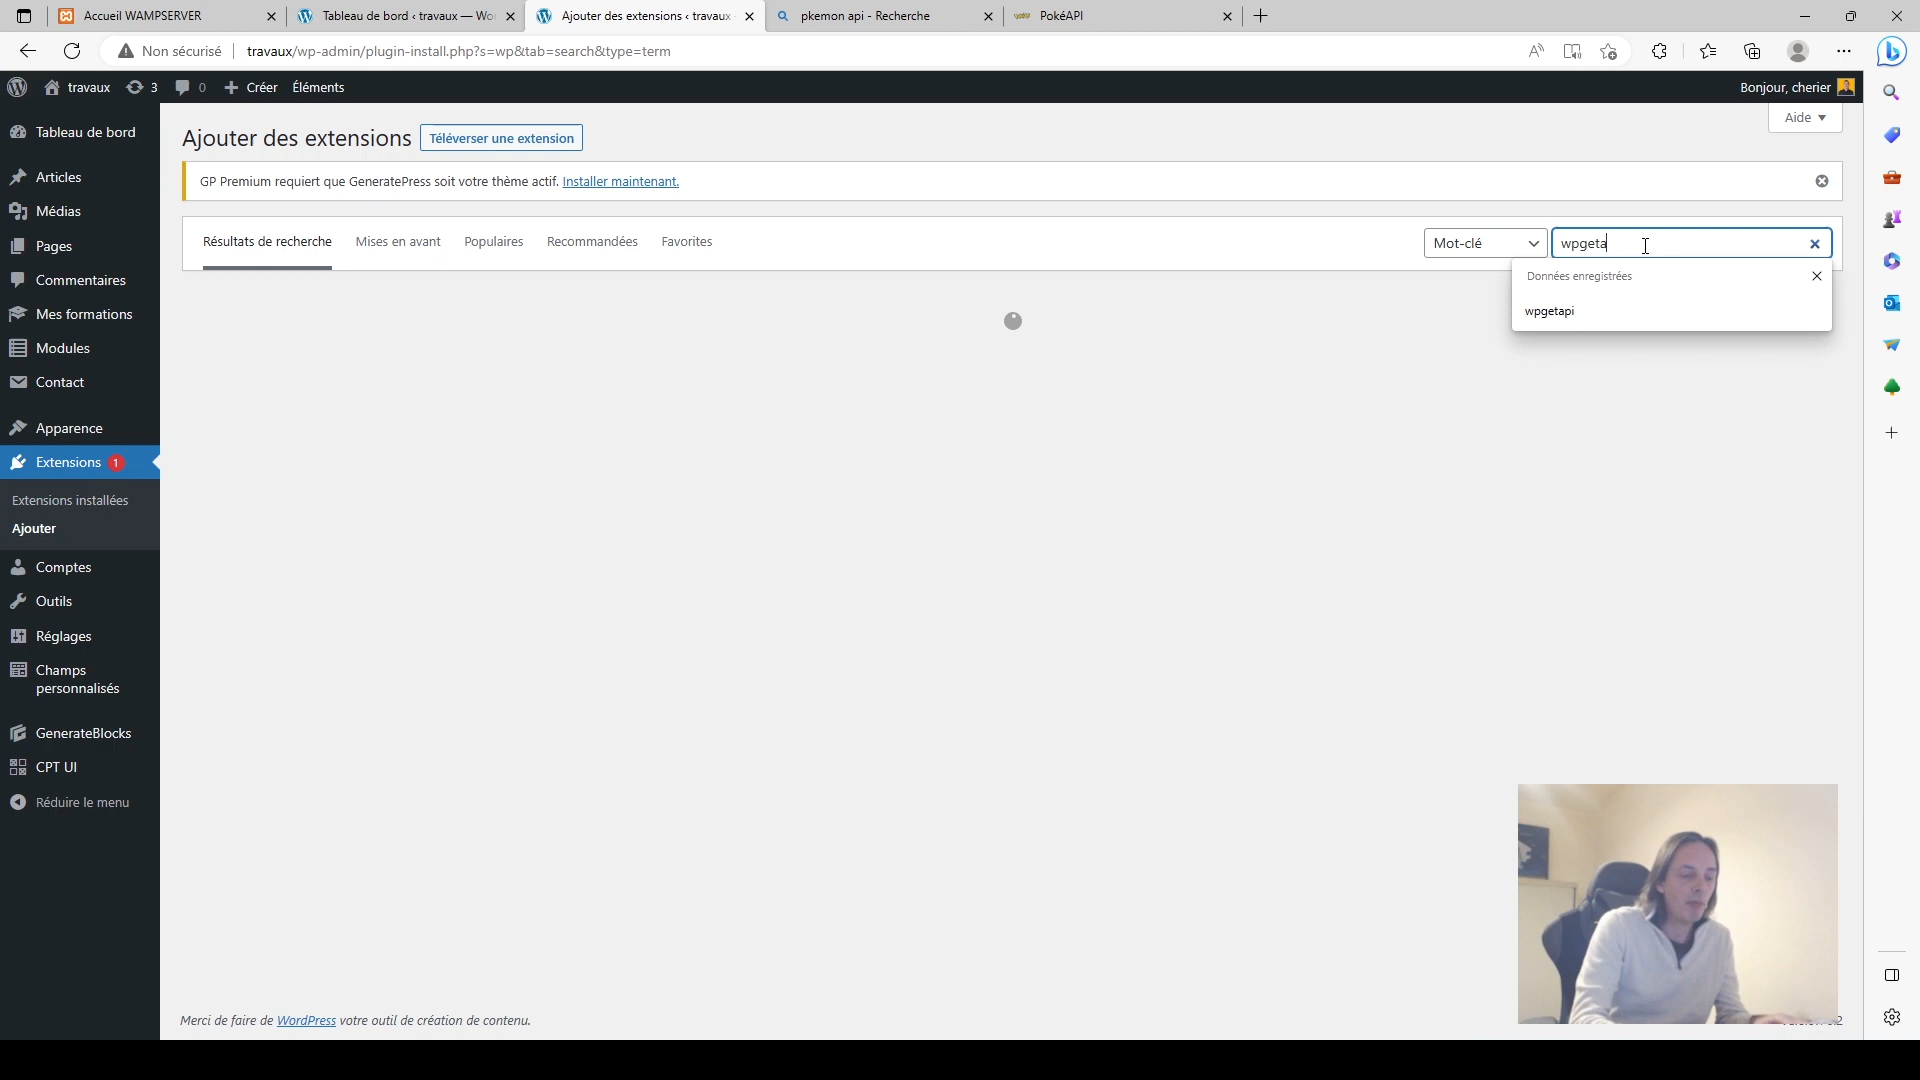 Accueil WAMPSERVER
Tableau de bord ‹ travaux — Wo
Ajouter des extensions ‹ travaux
pkemon api - Recherche
PokéAPI
Non sécurisé
travaux/wp-admin/plugin-install.php?s=wp&tab=search&type=term
travaux
3
0
Créer
Éléments
Bonjour, cherier
Tableau de bord
Articles
Médias
Pages
Commentaires
Mes formations
Modules
Contact
Apparence
Extensions 1
Extensions installées
Ajouter
Comptes
Outils
Réglages
Champs
personnalisés
GenerateBlocks
CPT UI
Réduire le menu
Aide
Ajouter des extensions
Téléverser une extension
GP Premium requiert que GeneratePress soit votre thème actif. Installer maintenant.
Résultats de recherche
Mises en avant
Populaires
Recommandées
Favorites
Mot-clé
wpgeta
Données enregistrées
wpgetapi
Merci de faire de WordPress votre outil de création de contenu.